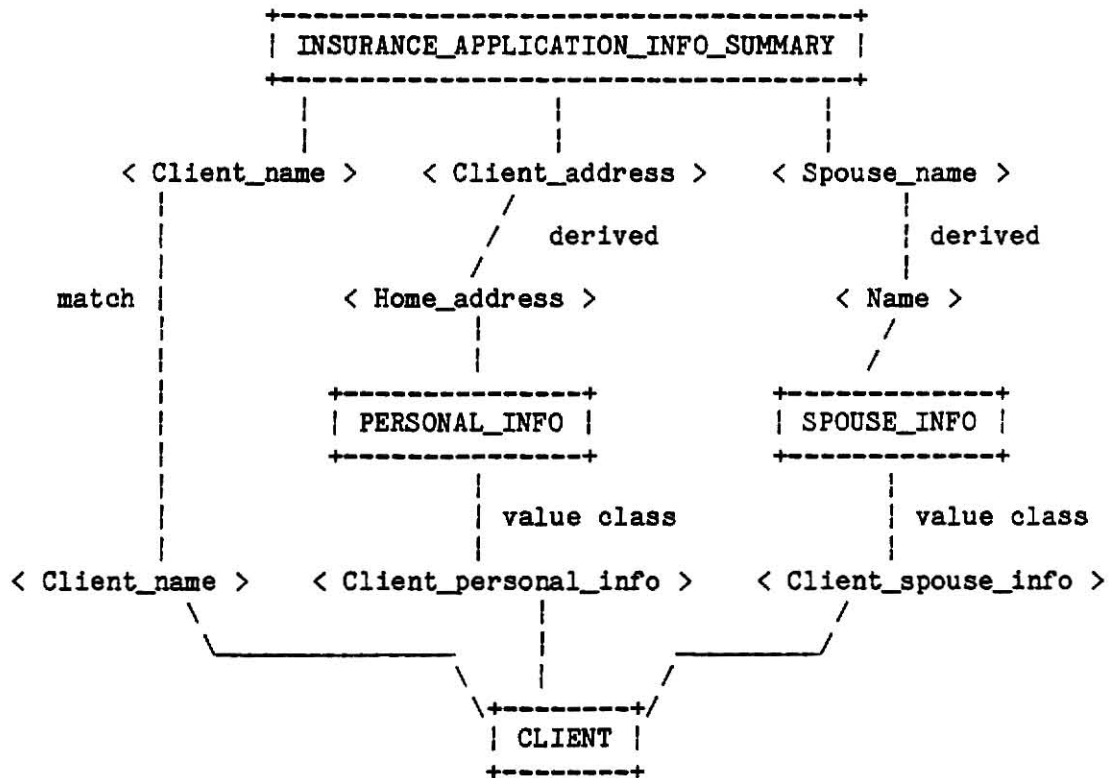 INSURANCE_APPLICATION_INFO_SUMMARY
< Client_name > < Client_address > < Spouse_name >
derived derived
match < Home_address > < Name >
PERSONAL_INFO SPOUSE_INFO
value class value class
< Client_name > < Client_personal_info > < Client_spouse_info >
CLIENT